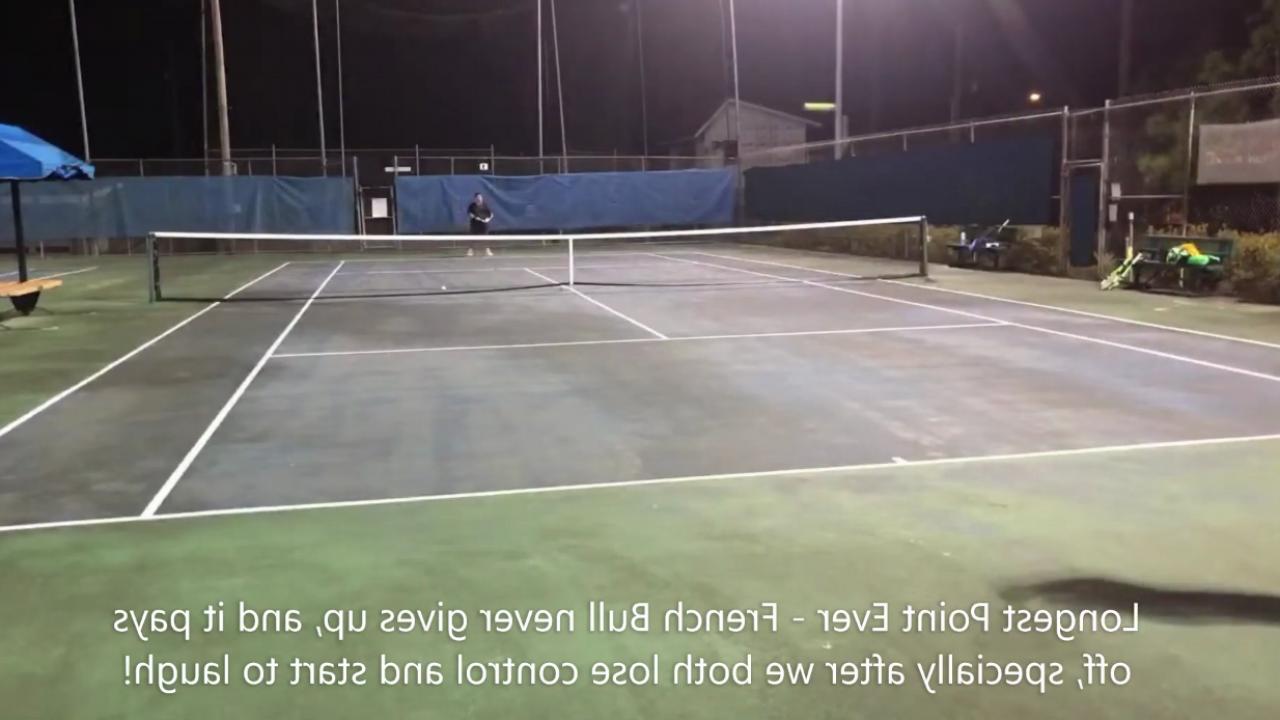 Longest Point Ever - French Bull never gives up, and it pays
off, specially after we both lose control and start to laugh!